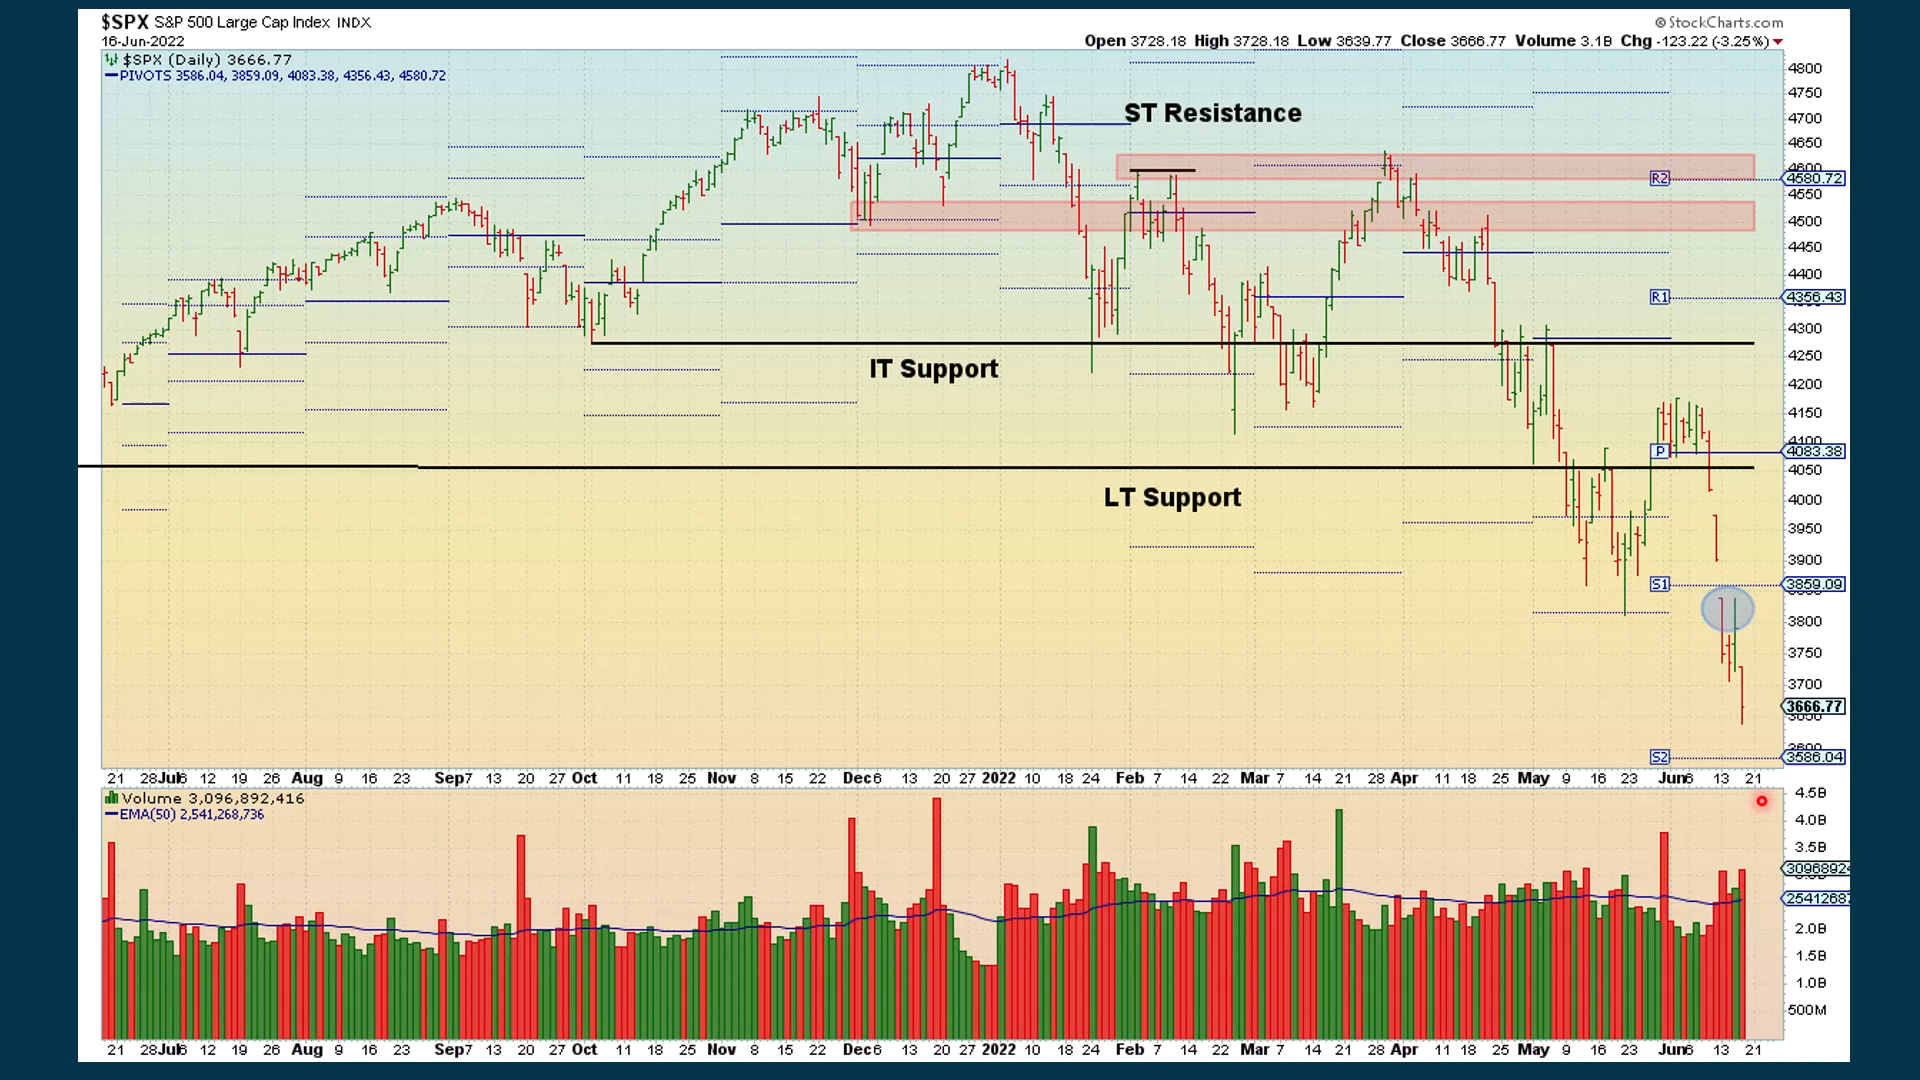 $SPX S&P 500 Large Cap Index INDX
© StockCharts.com
16-Jun-2022
Open 3728.18 High 3728.18 Low 3639.77 Close 3666.77 Volume 3.1B Chg -123.22 (-3.25%)
$SPX (Daily) 3666.77
PIVOTS 3586.04, 3859.09, 4083.38, 4356.43, 4580.72
ST Resistance
IT Support
LT Support
R2
R1
P
S1
S2
4800
4750
4700
4650
4600
4580.72
4550
4500
4450
4400
4356.43
4300
4250
4200
4150
4100
4083.38
4050
4000
3950
3900
3859.09
3800
3750
3700
3666.77
3650
3600
3586.04
21 28 Jul 6 12 19 26 Aug 9 16 23 Sep 7 13 20 27 Oct 11 18 25 Nov 8 15 22 Dec 6 13 20 27 2022 10 18 24 Feb 7 14 22 Mar 7 14 21 28 Apr 11 18 25 May 9 16 23 Jun 6 13 21
Volume 3,096,892,416
EMA(50) 2,541,268,736
4.5B
4.0B
3.5B
30968924
25412687
2.0B
1.5B
1.0B
500M
21 28 Jul 6 12 19 26 Aug 9 16 23 Sep 7 13 20 27 Oct 11 18 25 Nov 8 15 22 Dec 6 13 20 27 2022 10 18 24 Feb 7 14 22 Mar 7 14 21 28 Apr 11 18 25 May 9 16 23 Jun 6 13 21